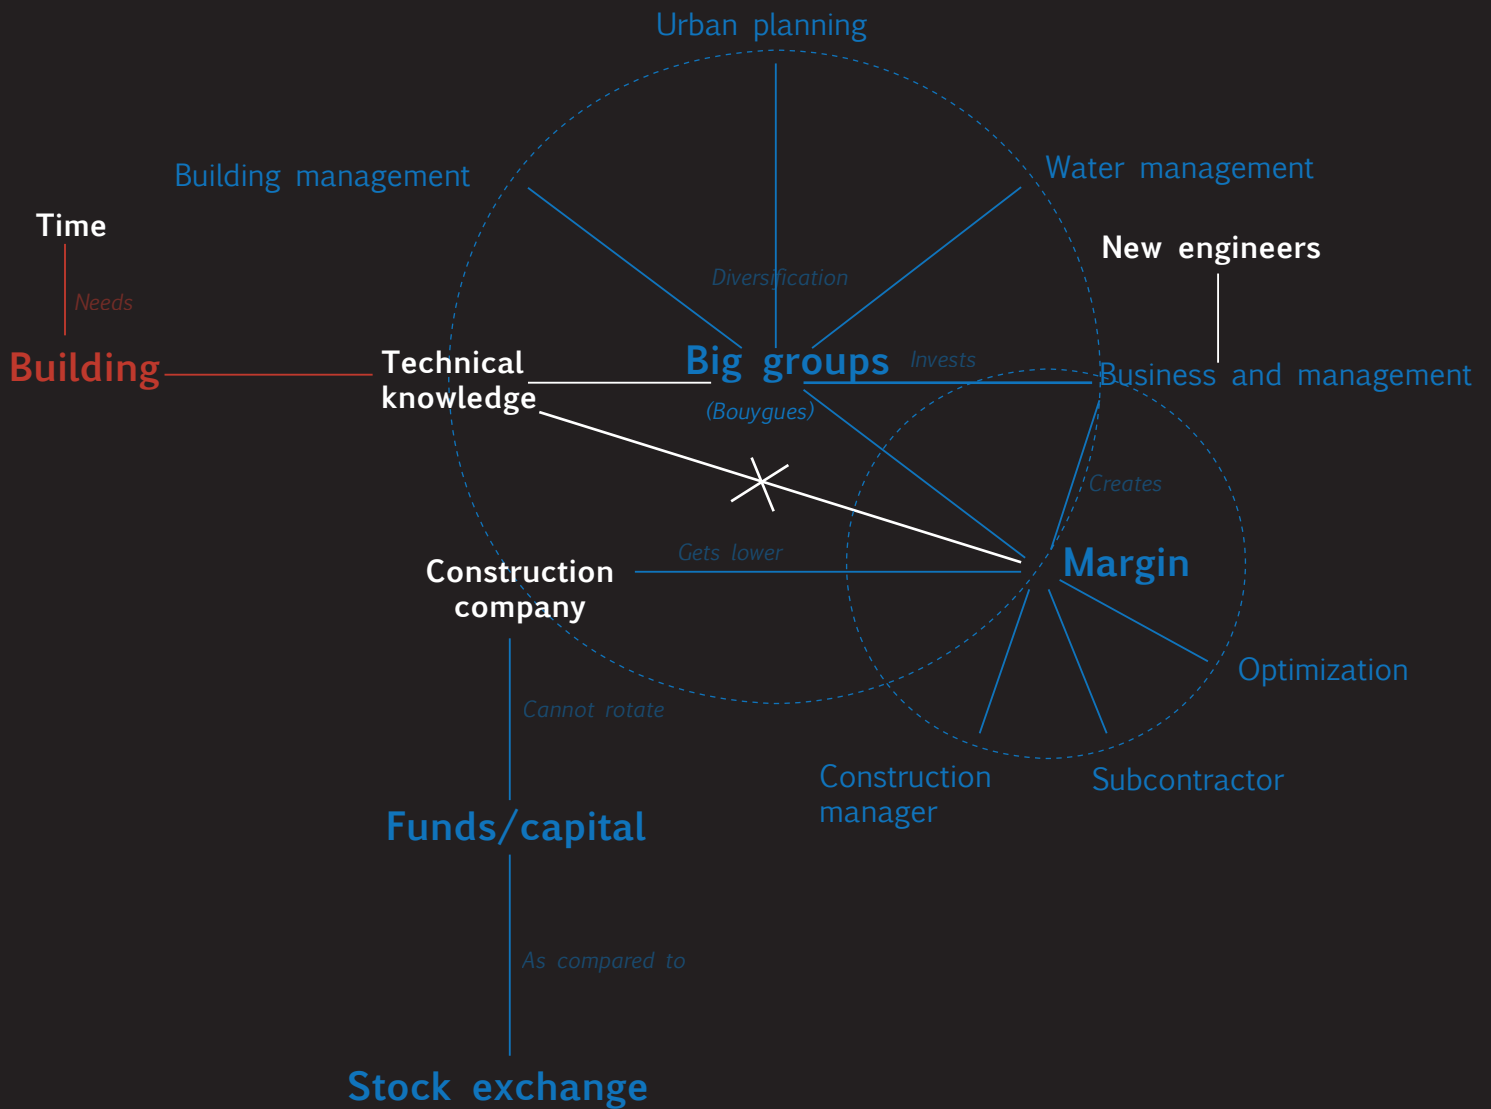 Urban planning
Building management
Water management
Time
New engineers
Diversification
Needs
Building
Technical
knowledge
Big groups
Invests
Business and management
(Bouygues)
Creates
Gets lower
Margin
Construction
company
Optimization
Cannot rotate
Construction
manager
Subcontractor
Funds/capital
As compared to
Stock exchange